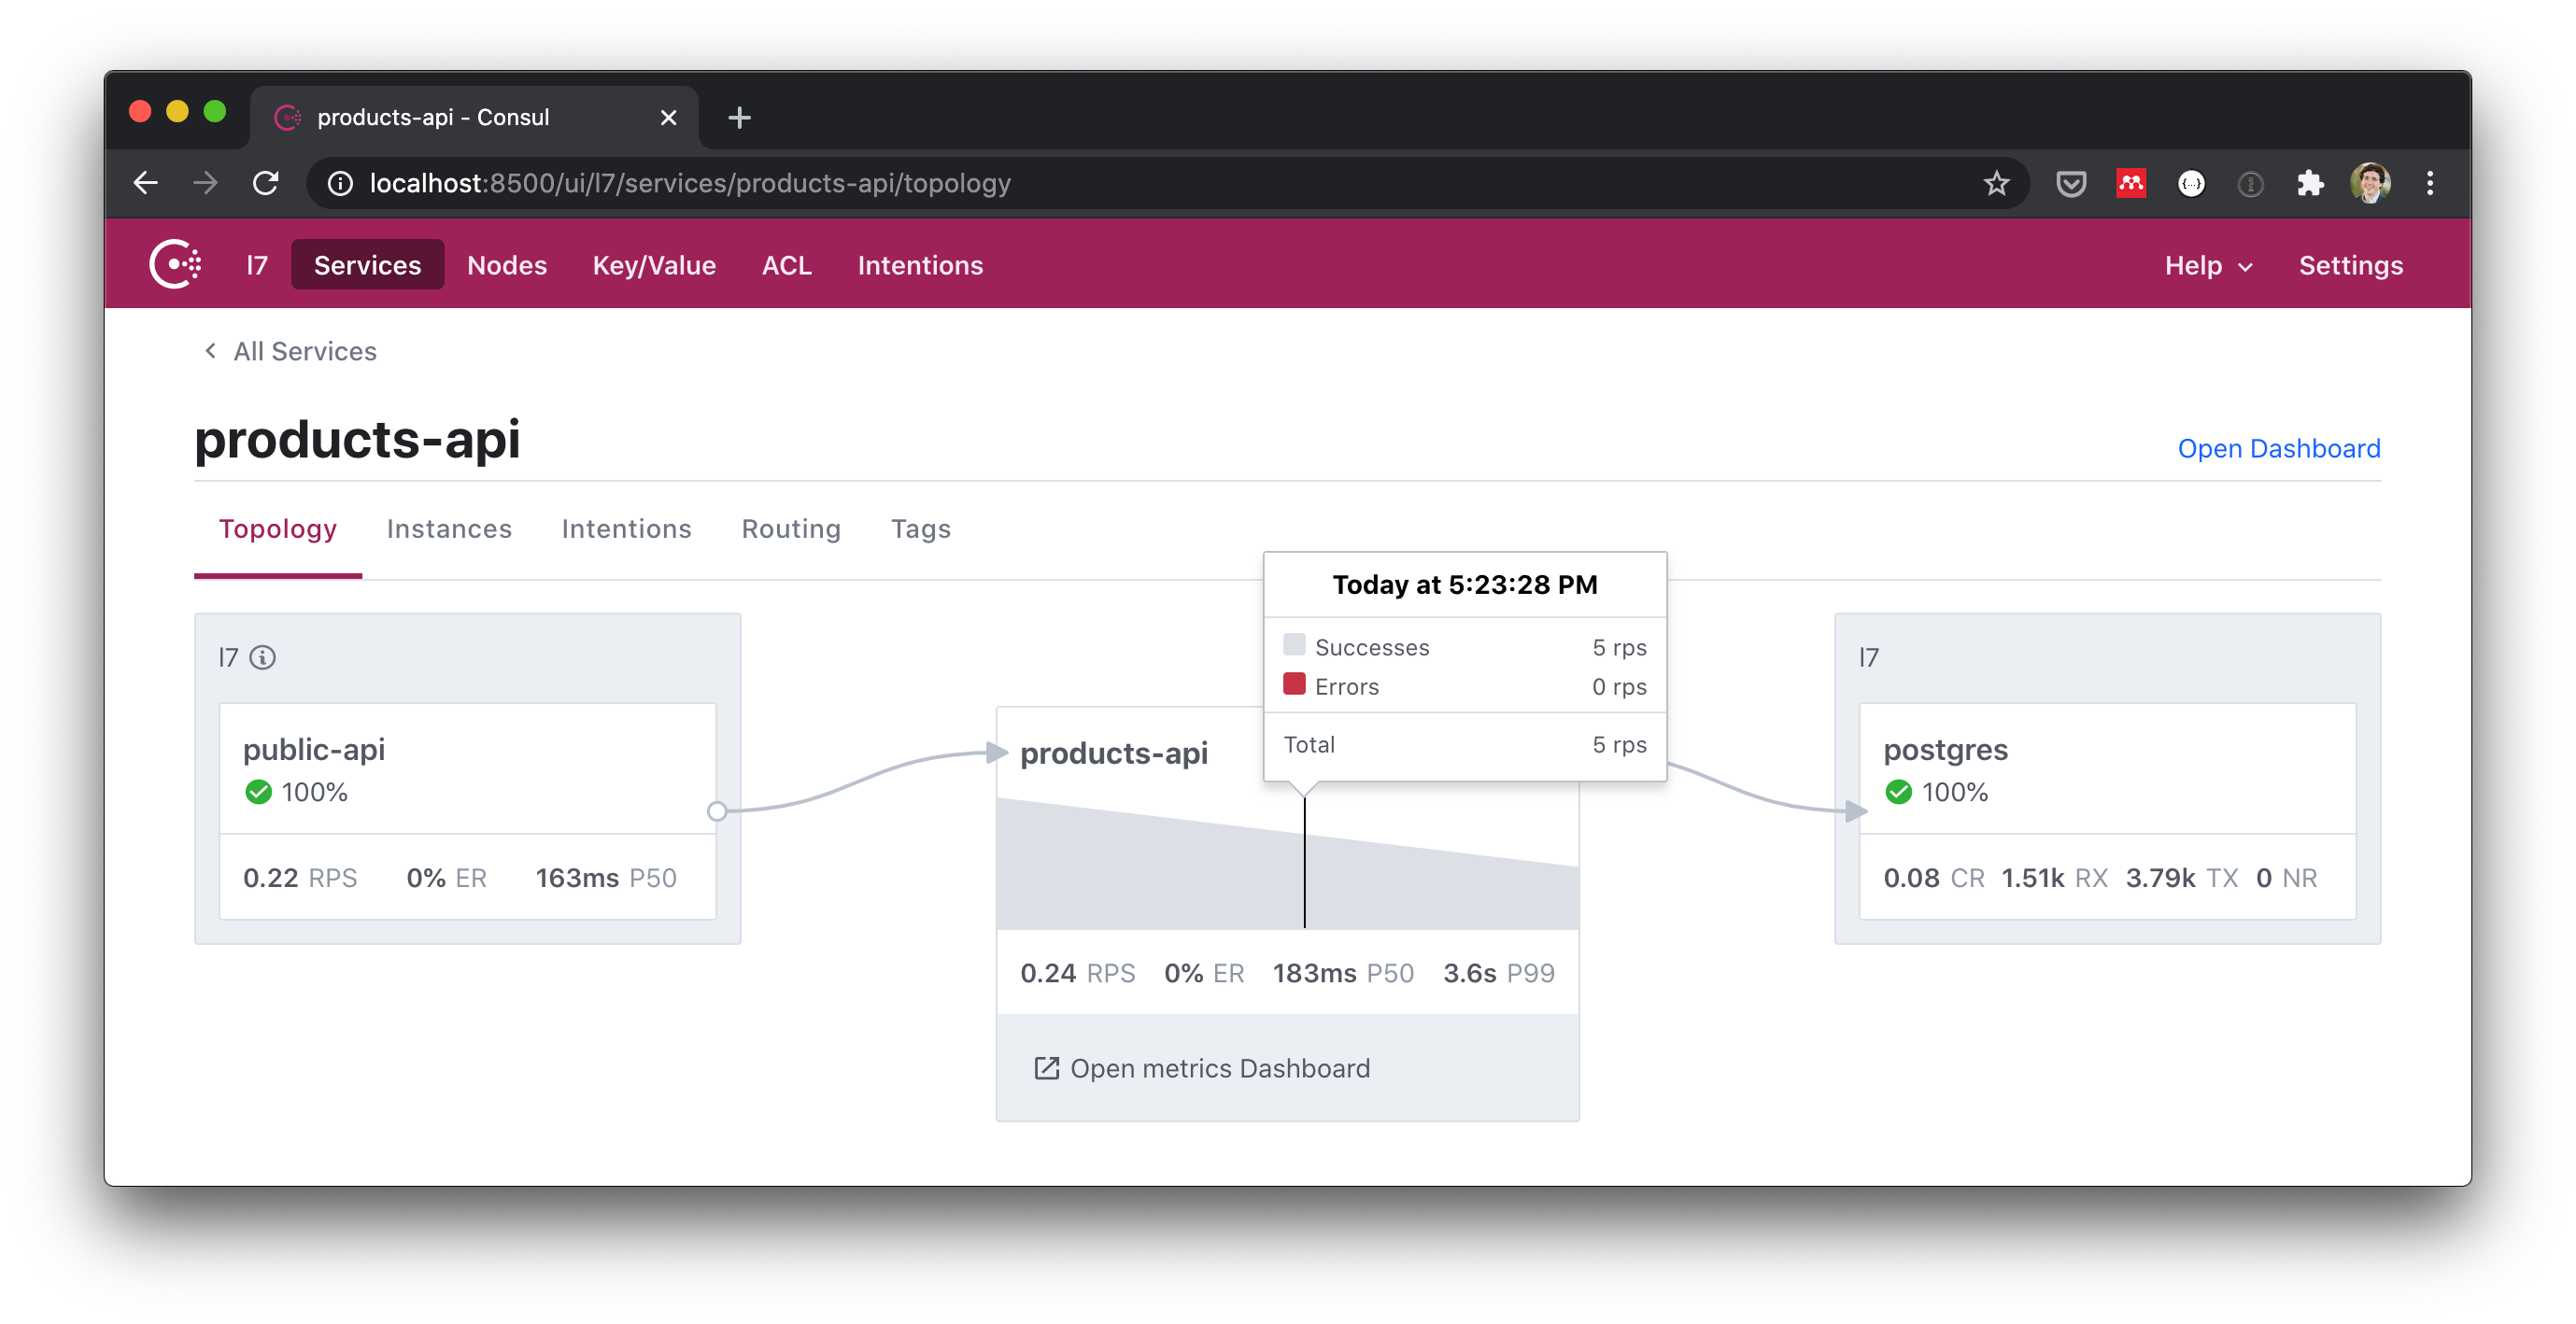 products-api - Consul
localhost:8500/ui/l7/services/products-api/topology
l7 Services Nodes Key/Value ACL Intentions Help Settings
All Services
products-api
Open Dashboard
Topology Instances Intentions Routing Tags
Today at 5:23:28 PM
Successes 5 rps
Errors 0 rps
Total 5 rps
l7
public-api
100%
0.22 RPS 0% ER 163ms P50
products-api
0.24 RPS 0% ER 183ms P50 3.6s P99
Open metrics Dashboard
l7
postgres
100%
0.08 CR 1.51k RX 3.79k TX 0 NR